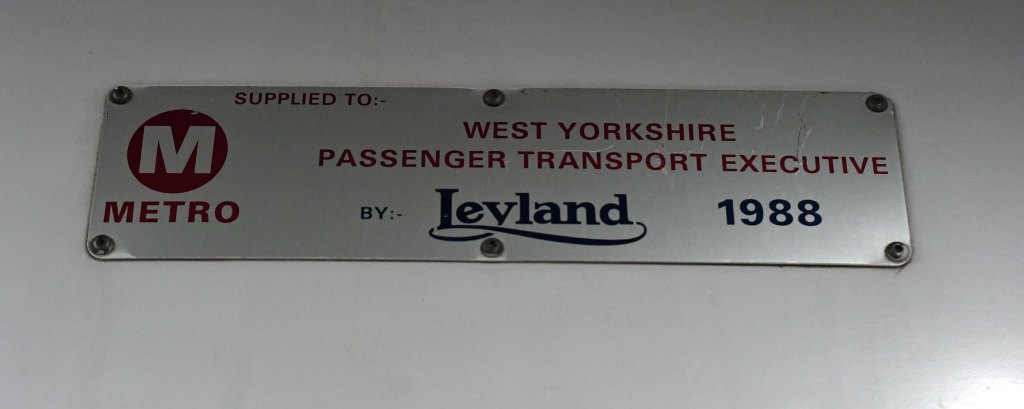 SUPPLIED TO:-
M
WEST YORKSHIRE
PASSENGER TRANSPORT EXECUTIVE
METRO
BY:- Leyland 1988